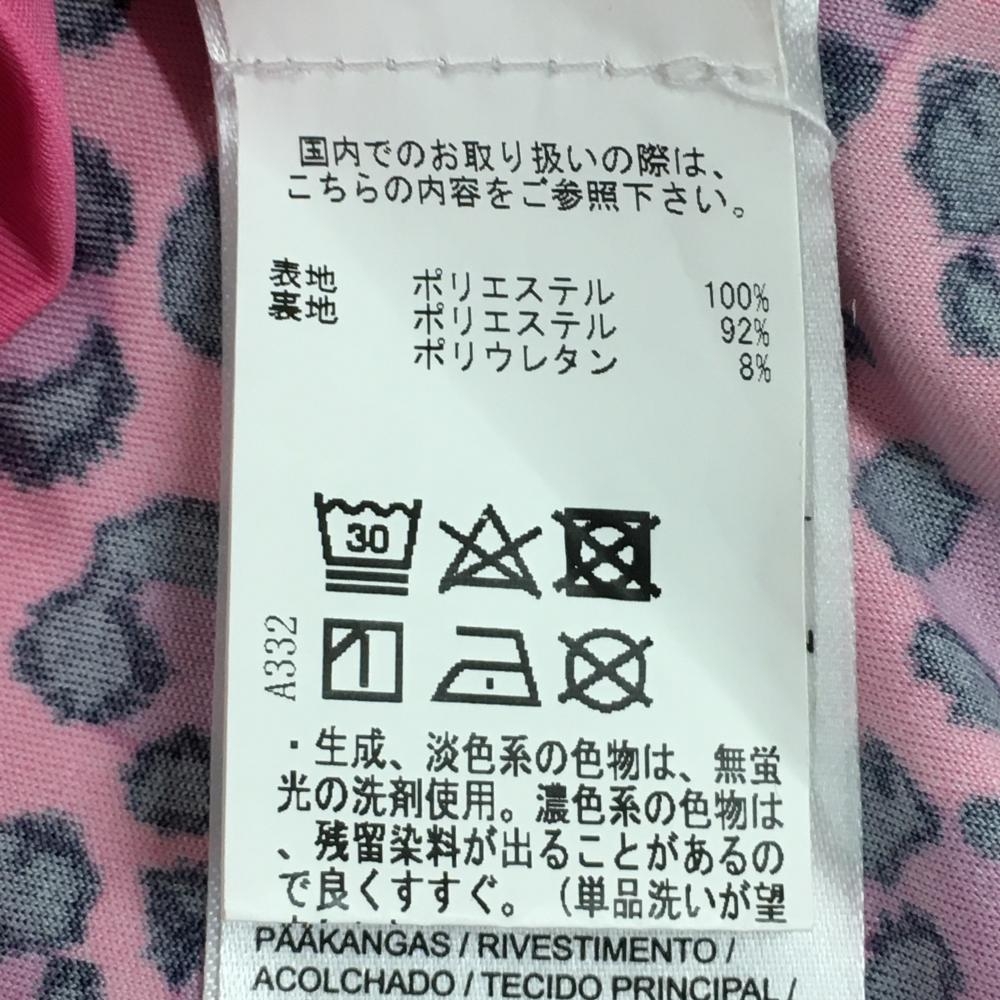 国内でのお取り扱いの際は、
こちらの内容をご参照下さい。
表地 ポリエステル 100%
裏地 ポリエステル 92%
ポリウレタン 8%
30
A332
・生成、淡色系の色物は、無蛍
光の洗剤使用。濃色系の色物は
、残留染料が出ることがあるの
で良くすすぐ。（単品洗いが望
PÄÄKANGAS / RIVESTIMENTO /
ACOLCHADO / TECIDO PRINCIPAL /